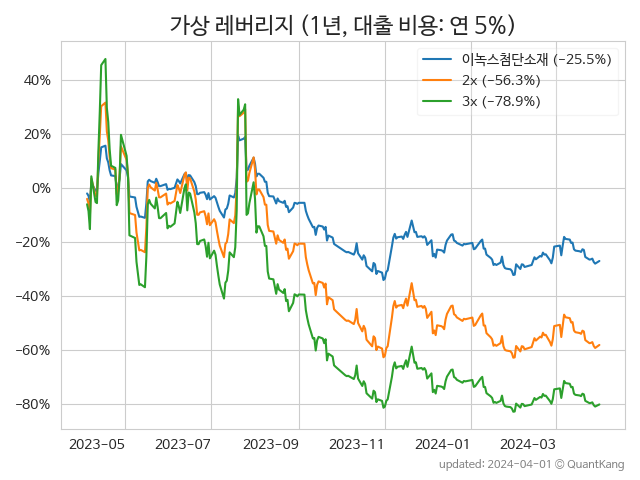 가상 레버리지 (1년, 대출 비용: 연 5%)
이녹스첨단소재 (-25.5%)
2x (-56.3%)
3x (-78.9%)
40%
20%
0%
-20%
-40%
-60%
-80%
2023-05 2023-07 2023-09 2023-11 2024-01 2024-03
updated: 2024-04-01 © QuantKang